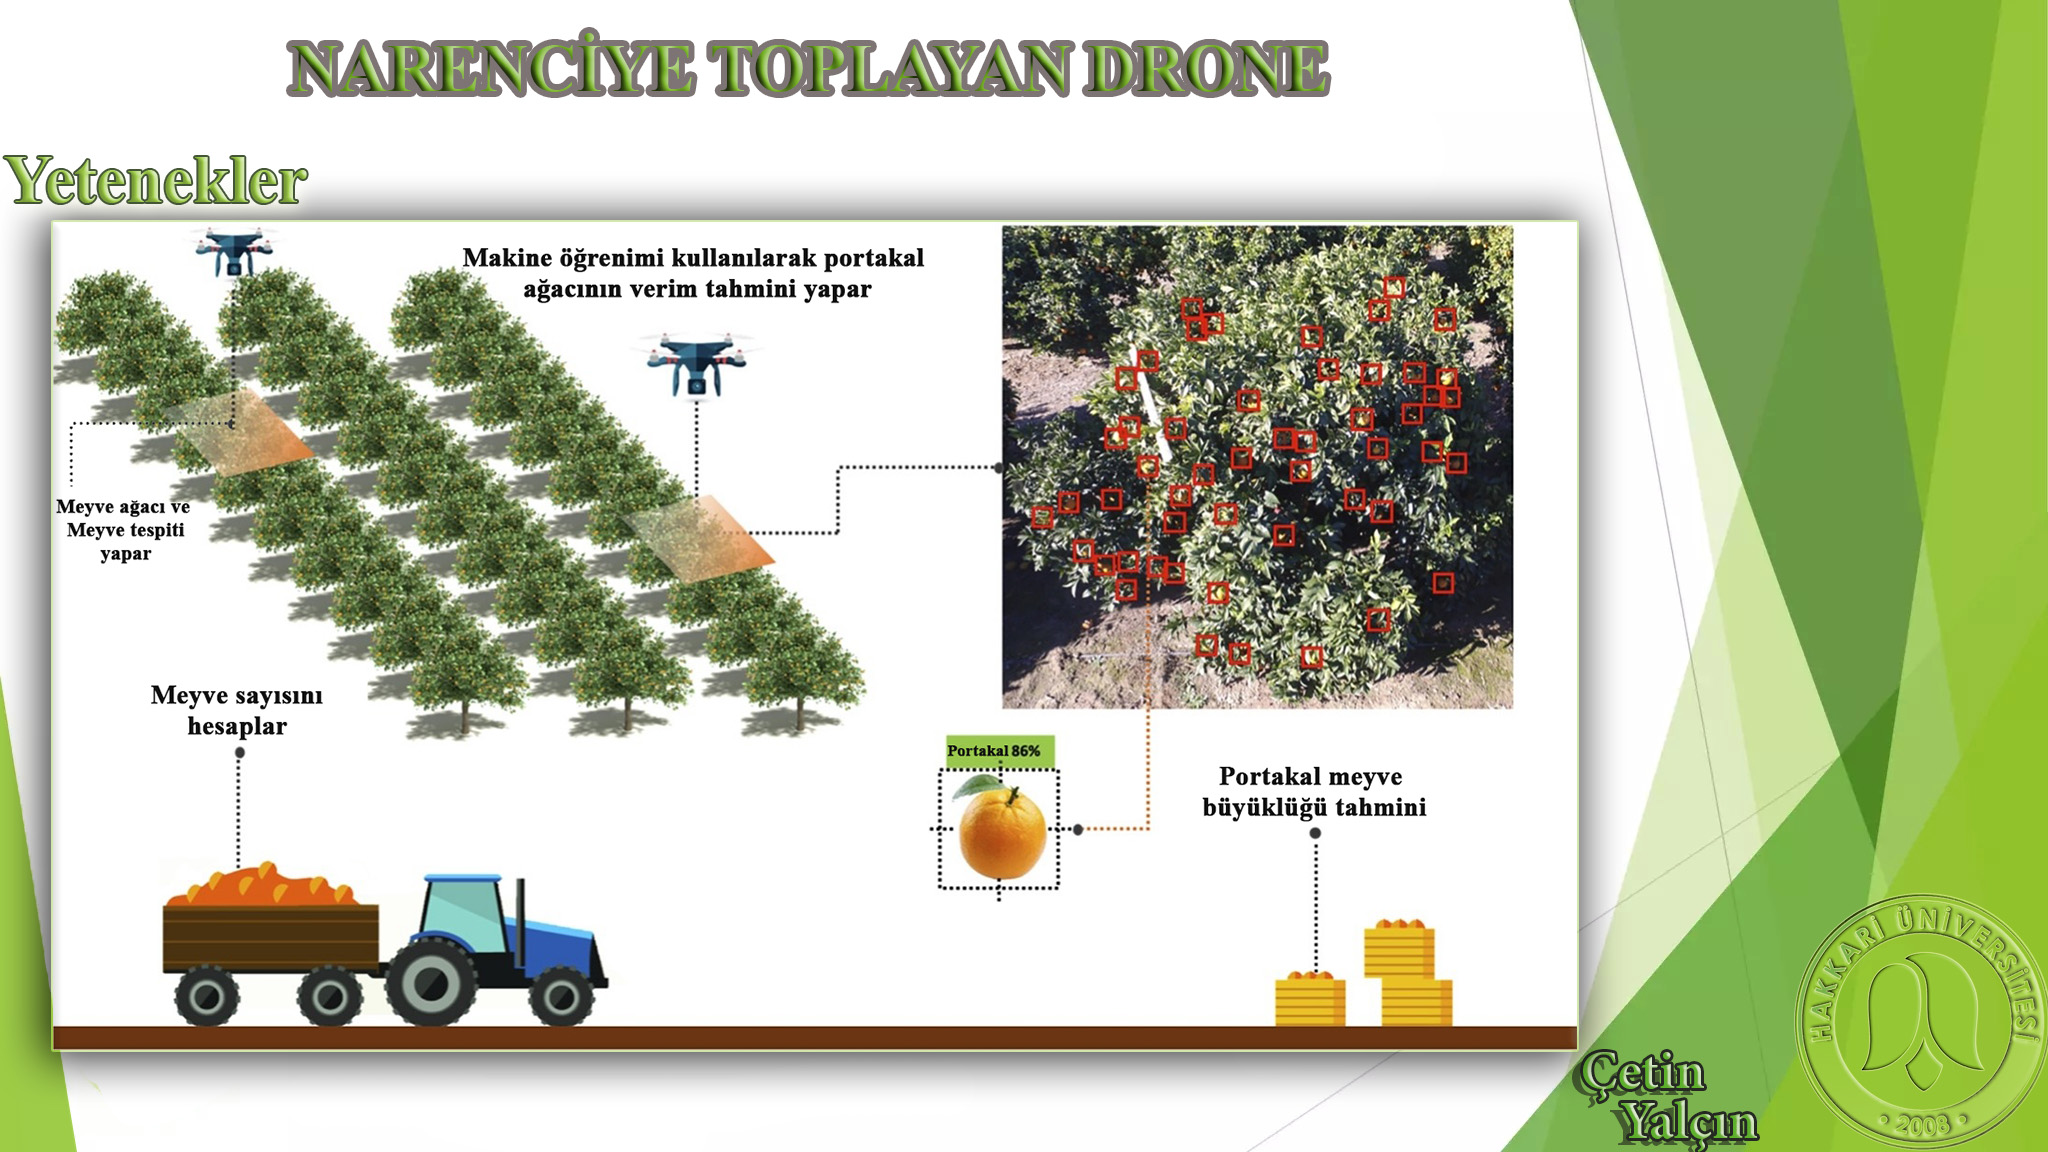 NARENCİYE TOPLAYAN DRONE
Yetenekler
Makine öğrenimi kullanılarak portakal
ağacının verim tahmini yapar
Meyve ağacı ve
Meyve tespiti
yapar
Meyve sayısını
hesaplar
Portakal 86%
Portakal meyve
büyüklüğü tahmini
Çetin
Yalçın
HAKKARİ ÜNİVERSİTESİ
• 2008 •